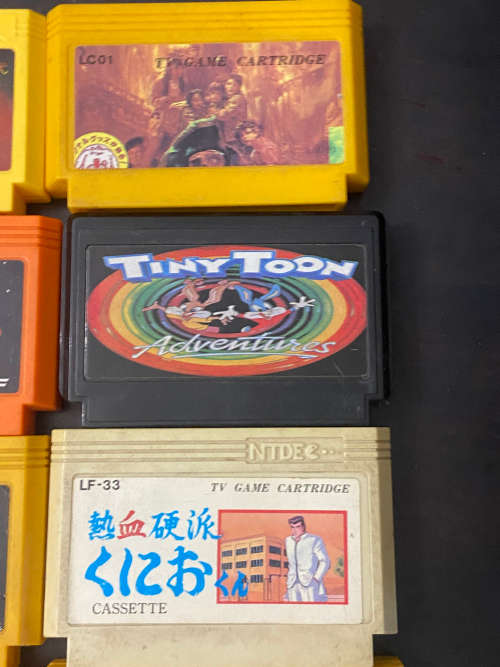 LC01 TV GAME CARTRIDGE
TINY TOON
Adventures
NTDEC
LF-33 TV GAME CARTRIDGE
熱血硬派
くにおくん
CASSETTE